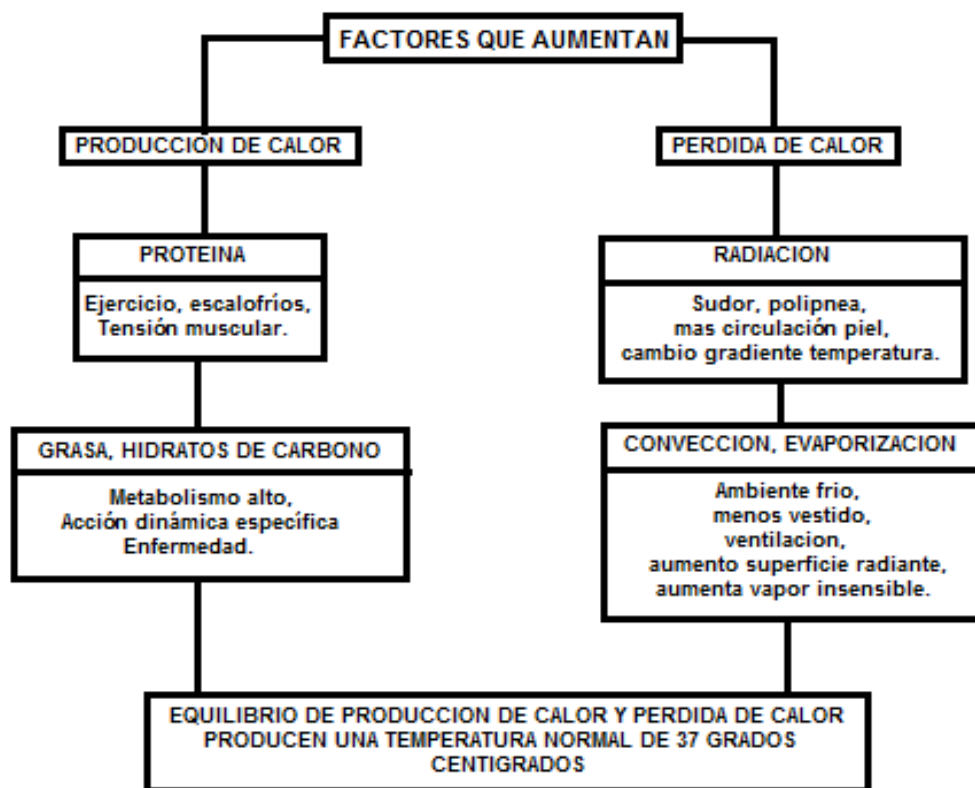 FACTORES QUE AUMENTAN
PRODUCCIÓN DE CALOR
PERDIDA DE CALOR
PROTEINA
Ejercicio, escalofríos,
Tensión muscular.
RADIACION
Sudor, polipnea,
mas circulación piel,
cambio gradiente temperatura.
GRASA, HIDRATOS DE CARBONO
Metabolismo alto,
Acción dinámica específica
Enfermedad.
CONVECCION, EVAPORIZACION
Ambiente frio,
menos vestido,
ventilacion,
aumento superficie radiante,
aumenta vapor insensible.
EQUILIBRIO DE PRODUCCION DE CALOR Y PERDIDA DE CALOR
PRODUCEN UNA TEMPERATURA NORMAL DE 37 GRADOS
CENTIGRADOS